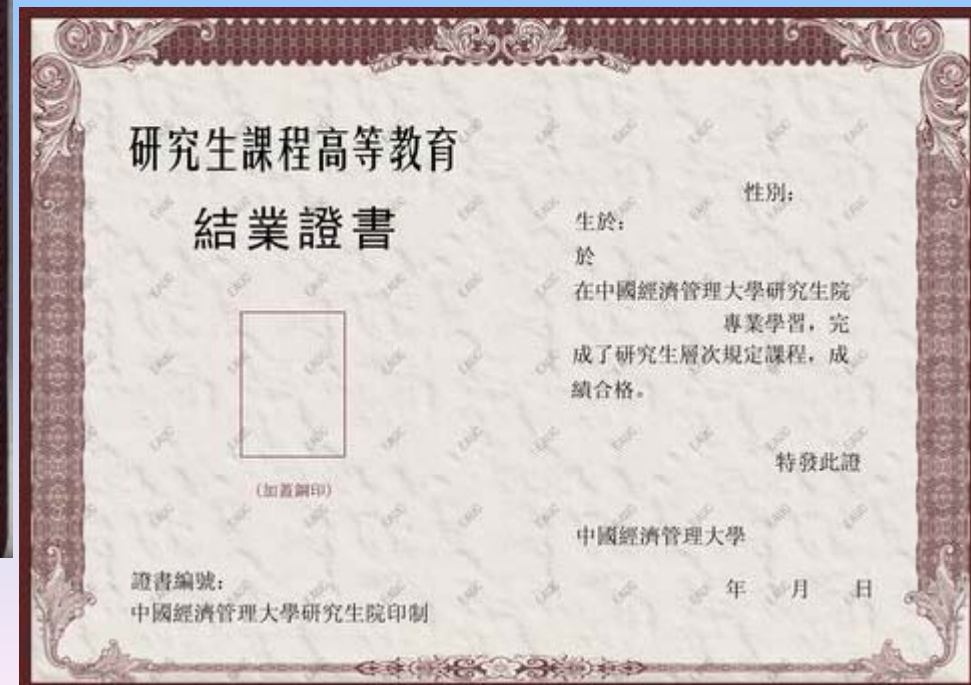 研究生課程高等教育
結業證書
(加蓋鋼印)
證書編號：
中國經濟管理大學研究生院印制
性別：
生於：
於
在中國經濟管理大學研究生院
專業學習，完
成了研究生層次規定課程，成
績合格。
特發此證
中國經濟管理大學
年 月 日